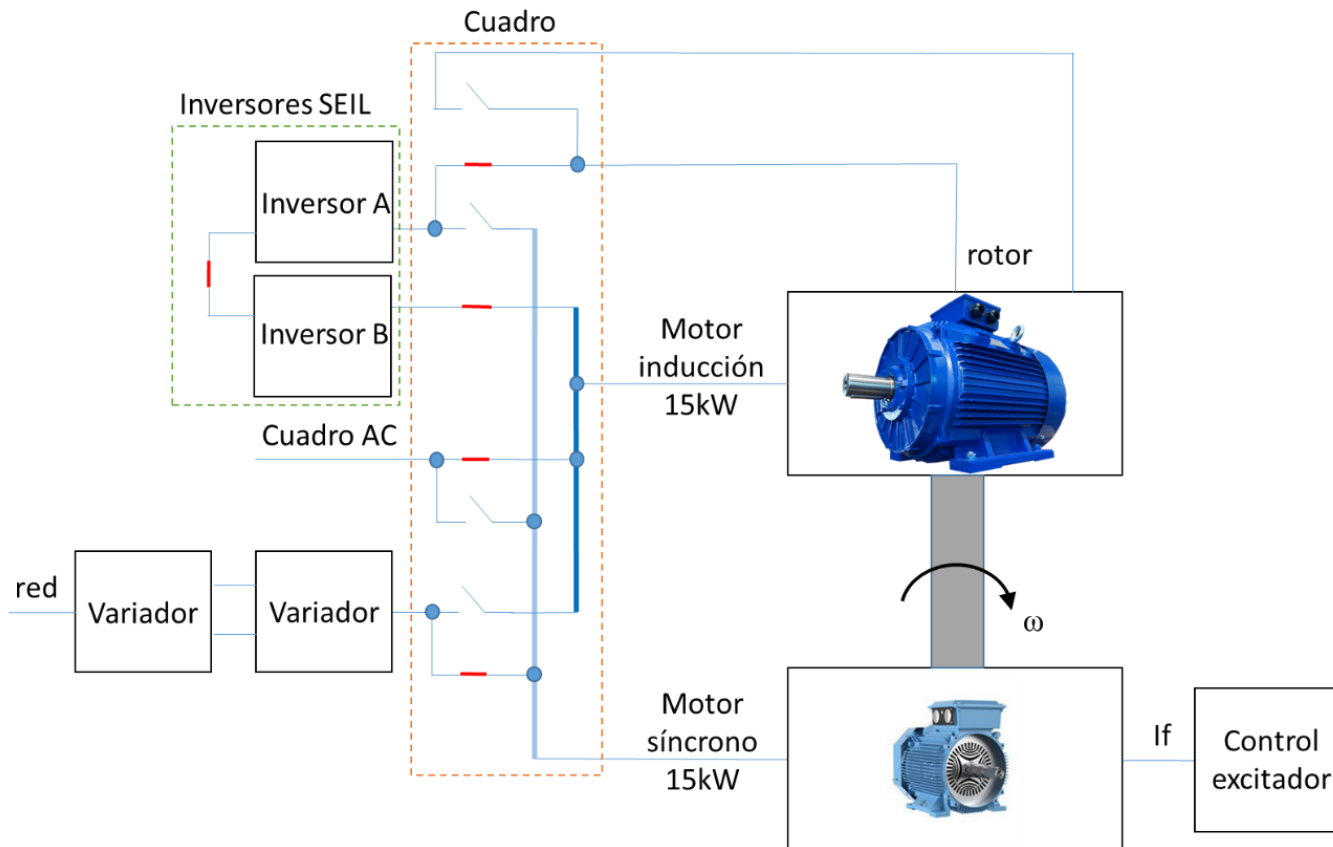 Cuadro
Inversores SEIL
Inversor A
Inversor B
rotor
Motor
inducción
15kW
Cuadro AC
red
Variador
Variador
ω
Motor
síncrono
15kW
If
Control
excitador